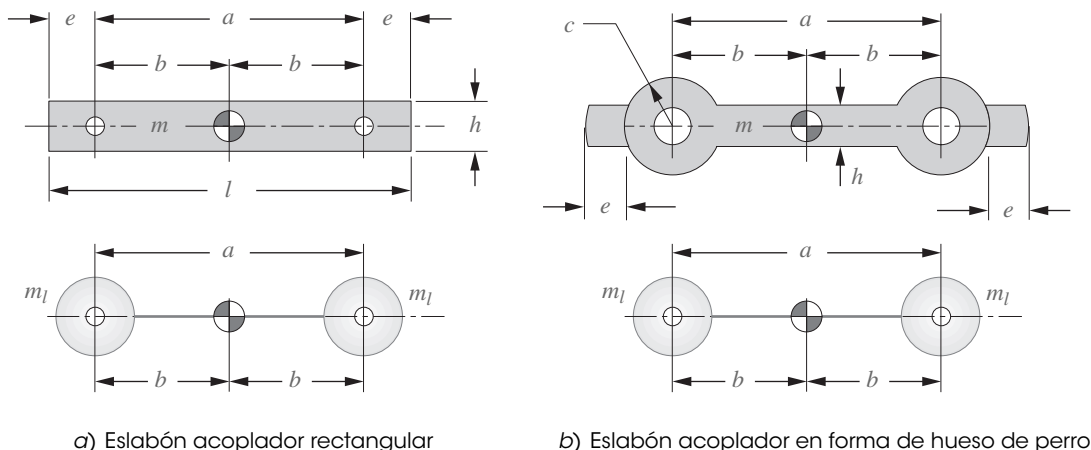 e a e
b b
m h
l
a
m_l m_l
b b
a) Eslabón acoplador rectangular
a
c b b
m
h
e e
a
m_l m_l
b b
b) Eslabón acoplador en forma de hueso de perro